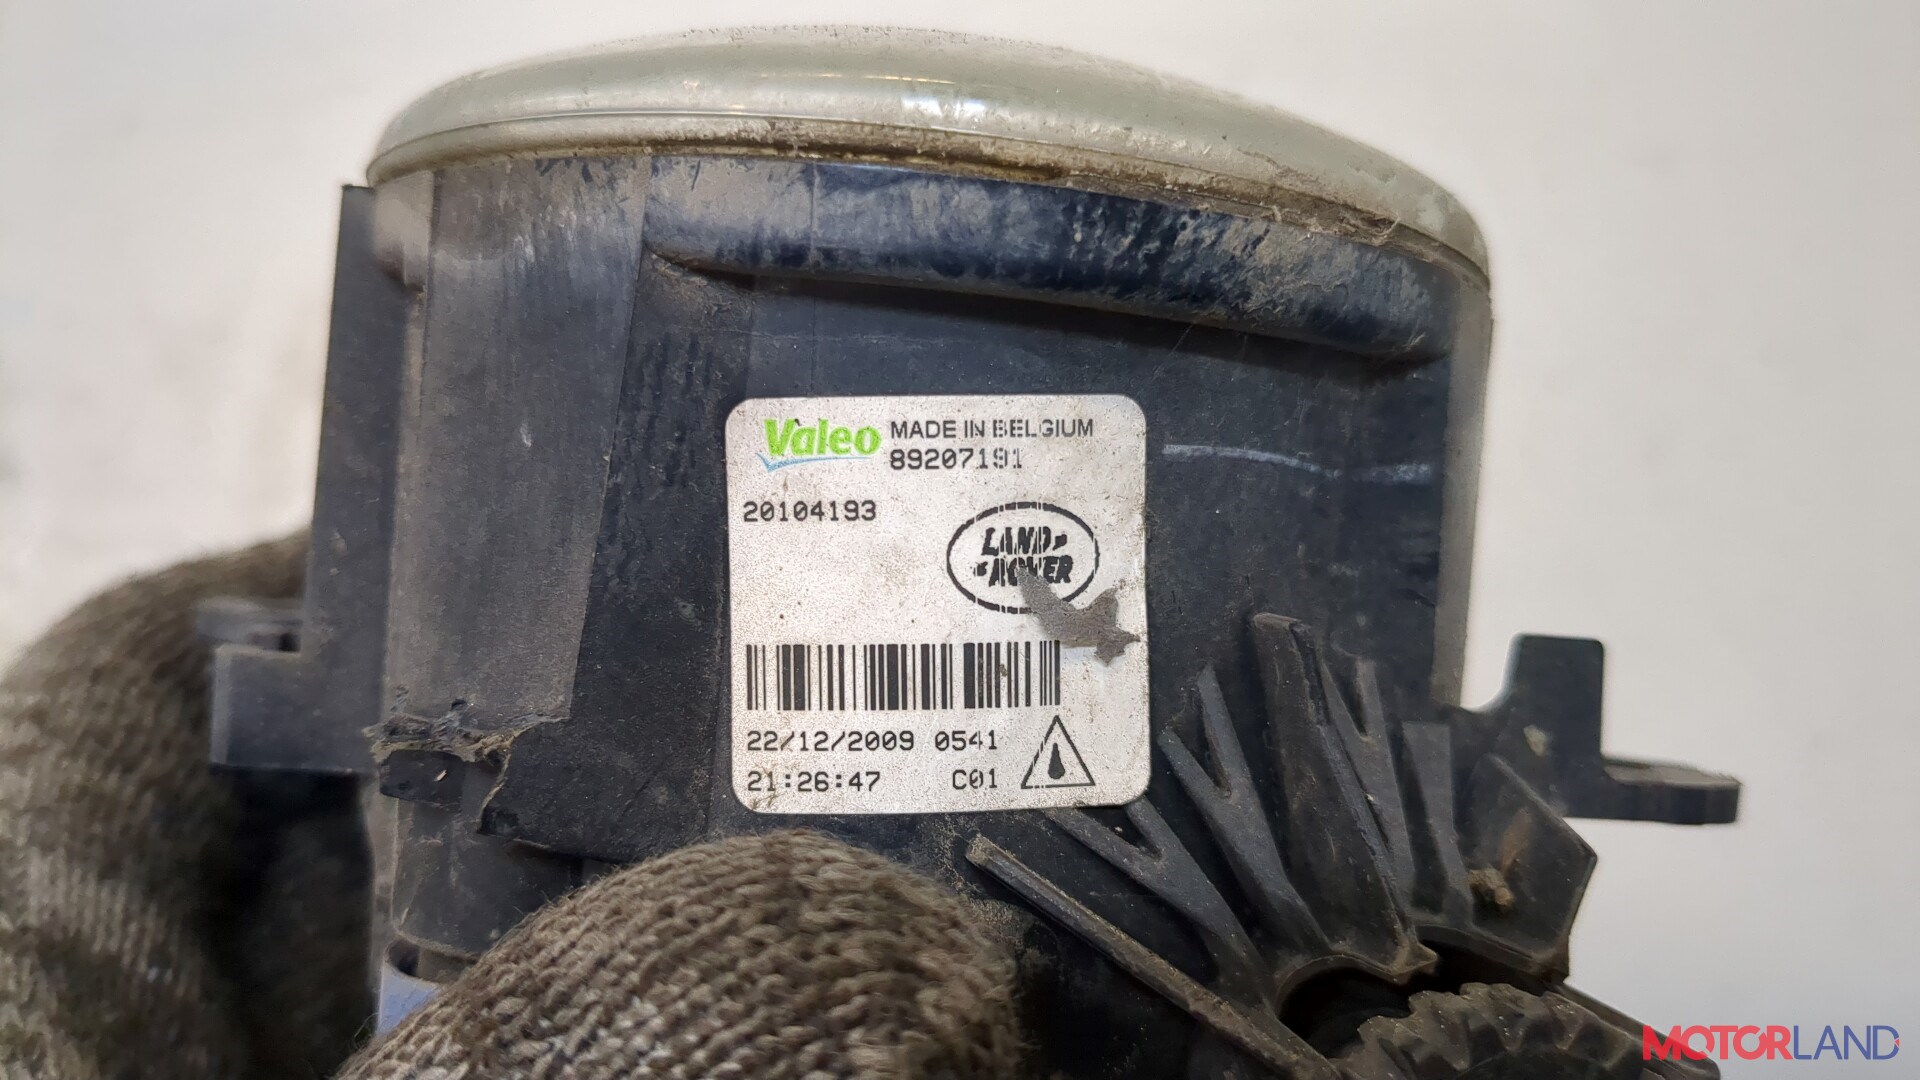 Valeo MADE IN BELGIUM
89207191
20104193
LAND
ROVER
22/12/2009 0541
21:26:47 C01
MOTORLAND